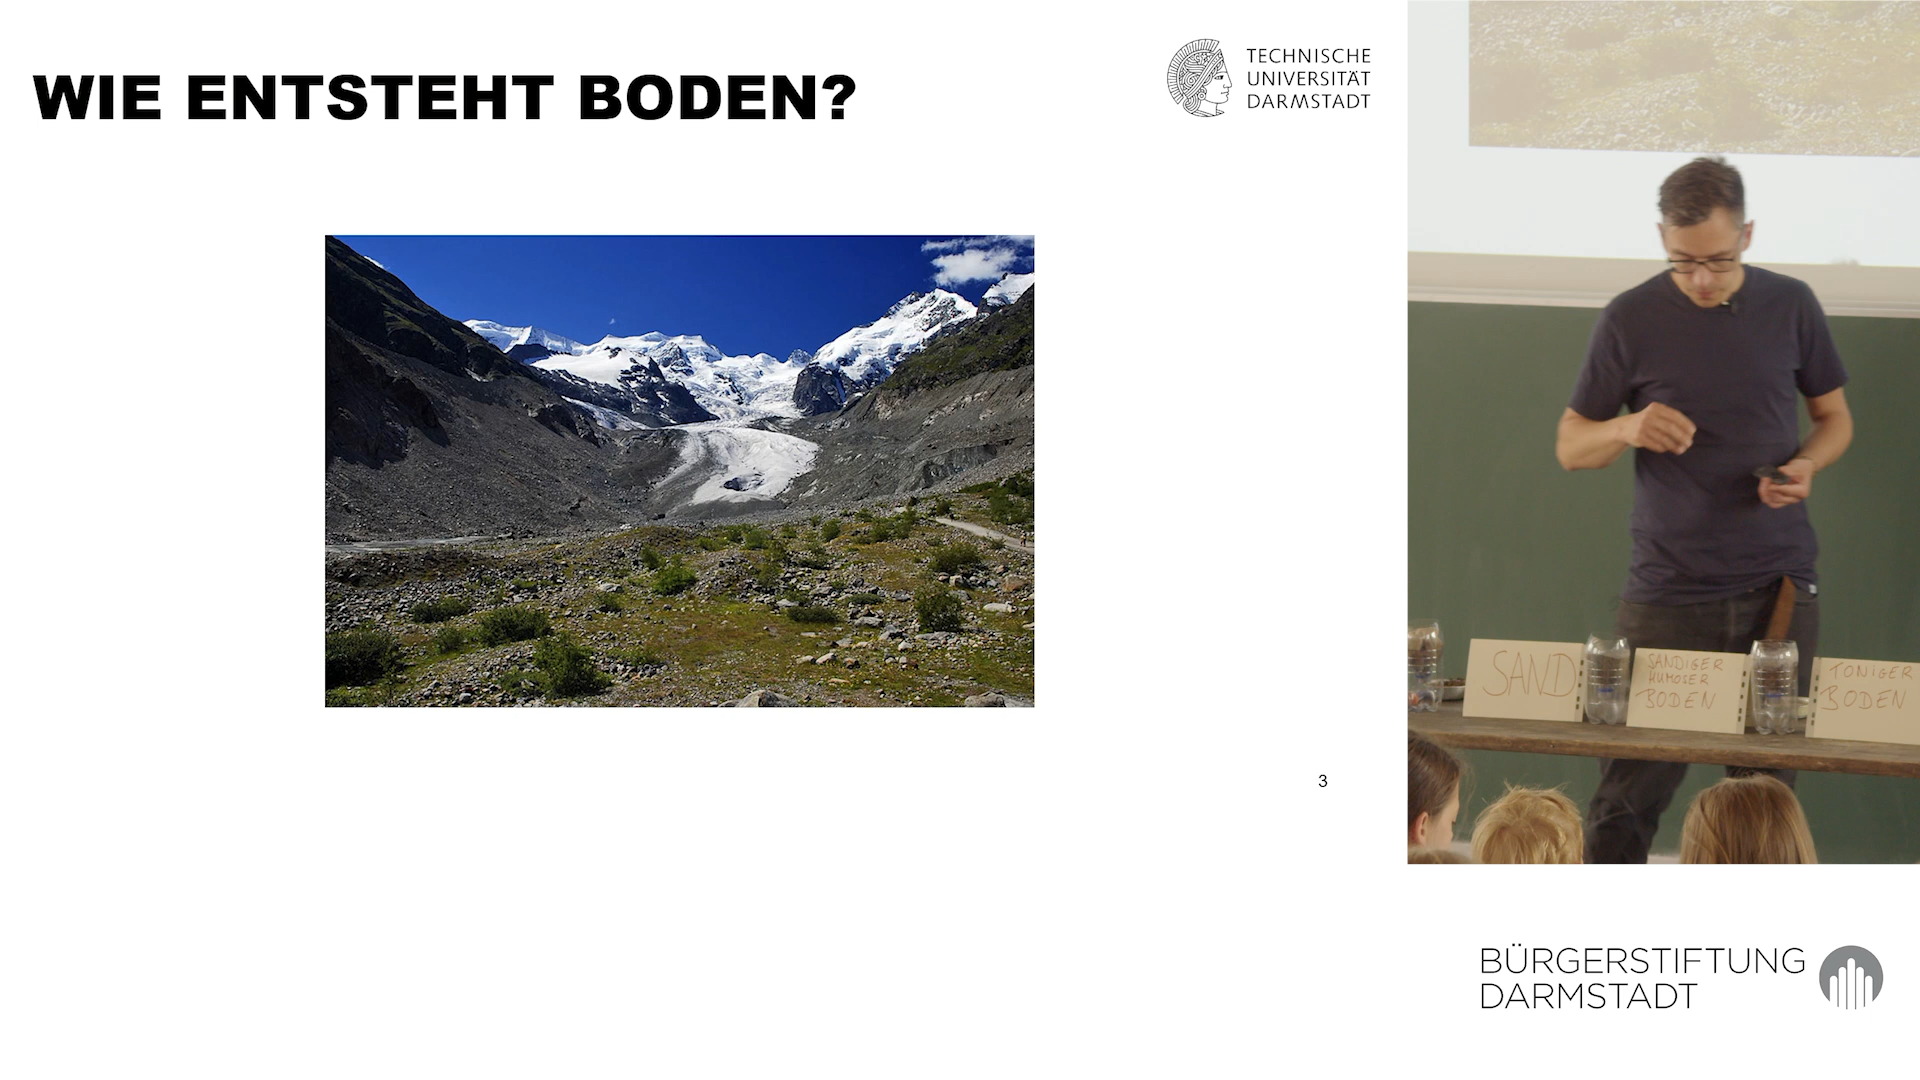 WIE ENTSTEHT BODEN?
TECHNISCHE
UNIVERSITÄT
DARMSTADT
3
SAND
SANDIGER
HUMOSER
BODEN
TONIGER
BODEN
BÜRGERSTIFTUNG
DARMSTADT